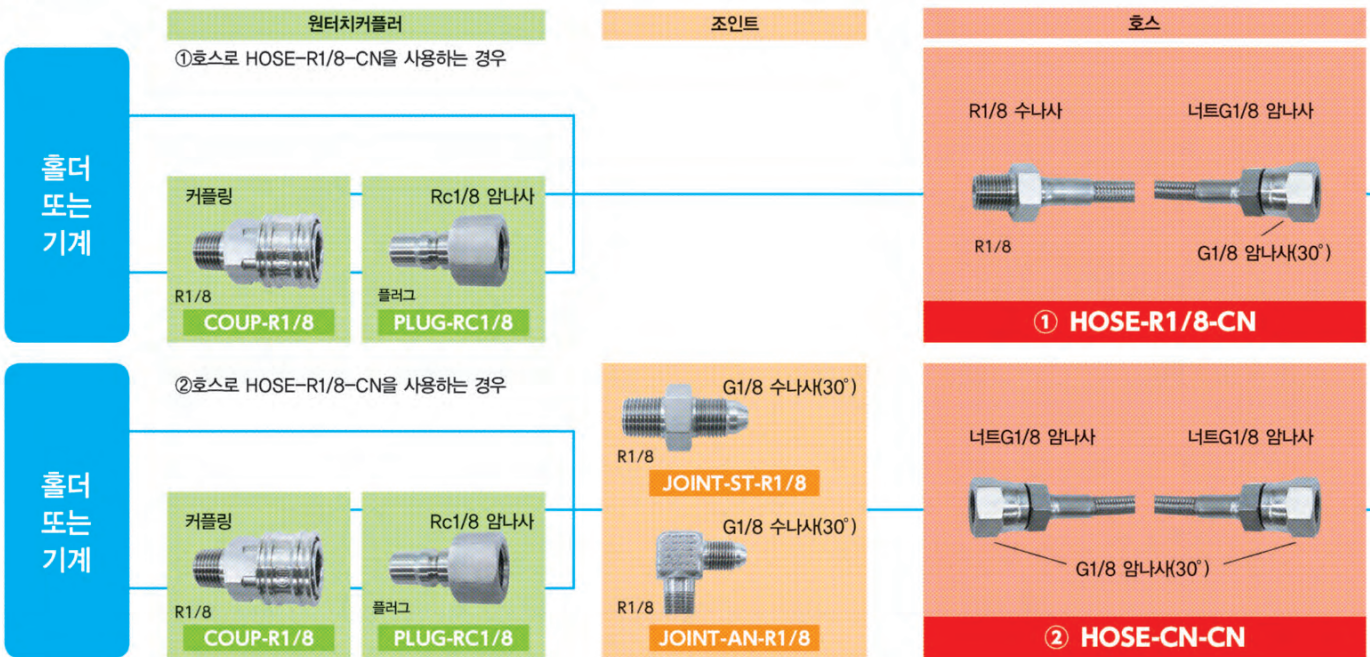 원터치커플러
조인트
호스
①호스로 HOSE-R1/8-CN을 사용하는 경우
홀더
또는
기계
커플링
R1/8
COUP-R1/8
Rc1/8 암나사
플러그
PLUG-RC1/8
R1/8 수나사
너트G1/8 암나사
R1/8
G1/8 암나사(30°)
① HOSE-R1/8-CN
②호스로 HOSE-R1/8-CN을 사용하는 경우
홀더
또는
기계
커플링
R1/8
COUP-R1/8
Rc1/8 암나사
플러그
PLUG-RC1/8
G1/8 수나사(30°)
R1/8
JOINT-ST-R1/8
G1/8 수나사(30°)
R1/8
JOINT-AN-R1/8
너트G1/8 암나사
너트G1/8 암나사
G1/8 암나사(30°)
② HOSE-CN-CN